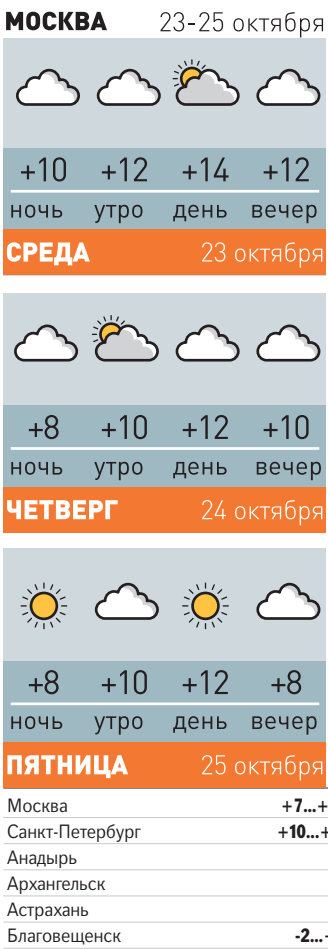 МОСКВА 23-25 октября
+10 +12 +14 +12
ночь утро день вечер
СРЕДА 23 октября
+8 +10 +12 +10
ночь утро день вечер
ЧЕТВЕРГ 24 октября
+8 +10 +12 +8
ночь утро день вечер
ПЯТНИЦА 25 октября
Москва +7...+
Санкт-Петербург +10...+
Анадырь
Архангельск
Астрахань
Благовещенск -2...